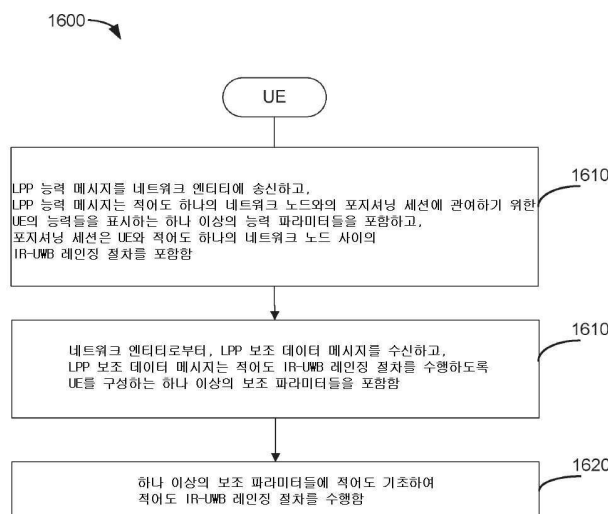 1600
UE
LPP 능력 메시지를 네트워크 엔티티에 송신하고,
LPP 능력 메시지는 적어도 하나의 네트워크 노드와의 포지셔닝 세션에 관여하기 위한
UE의 능력들을 표시하는 하나 이상의 능력 파라미터들을 포함하고,
포지셔닝 세션은 UE와 적어도 하나의 네트워크 노드 사이의
IR-UWB 레인징 절차를 포함함
1610
네트워크 엔티티로부터, LPP 보조 데이터 메시지를 수신하고,
LPP 보조 데이터 메시지는 적어도 IR-UWB 레인징 절차를 수행하도록
UE를 구성하는 하나 이상의 보조 파라미터들을 포함함
1610
하나 이상의 보조 파라미터들에 적어도 기초하여
적어도 IR-UWB 레인징 절차를 수행함
1620